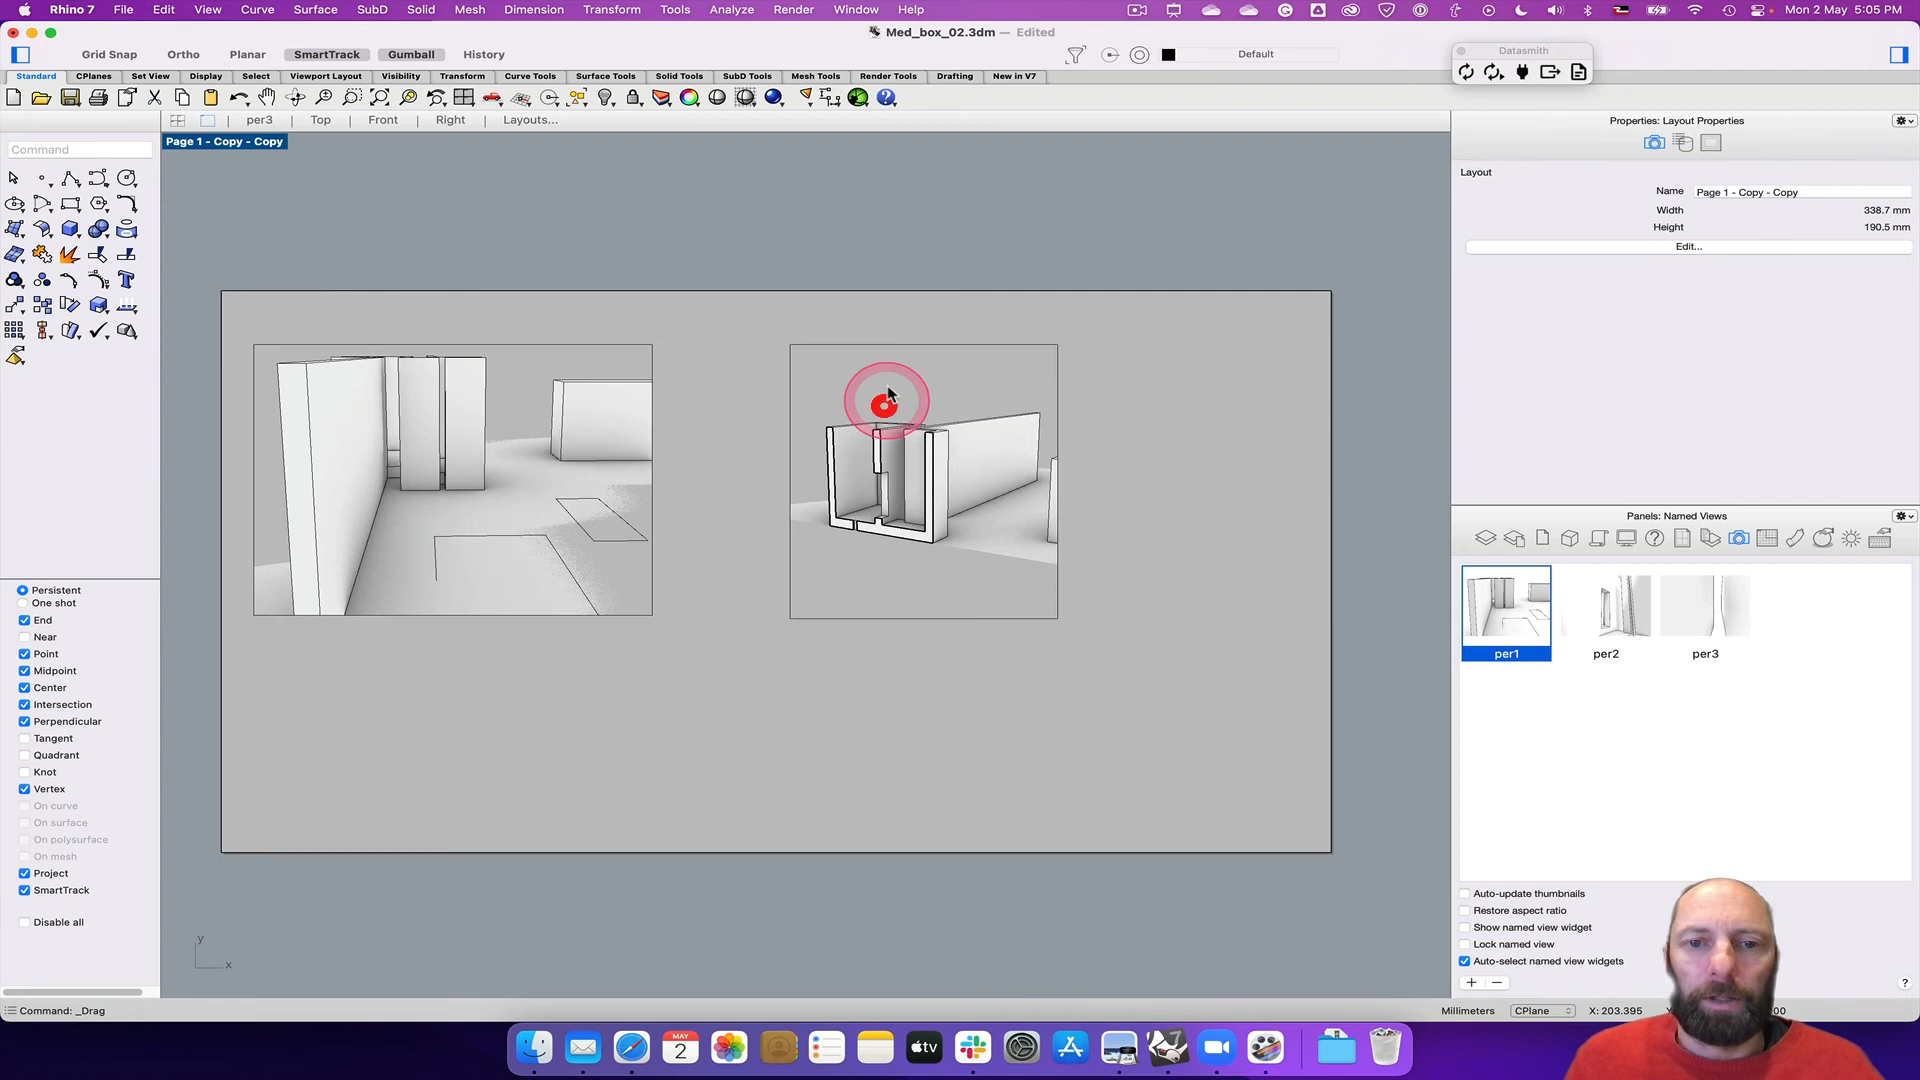 Rhino 7 File Edit View Curve Surface SubD Solid Mesh Dimension Transform Tools Analyze Render Window Help Mon 2 May 5:05 PM
Med_box_02.3dm — Edited
Grid Snap Ortho Planar SmartTrack Gumball History Default Datasmith
Standard CPlanes Set View Display Select Viewport Layout Visibility Transform Curve Tools Surface Tools Solid Tools SubD Tools Mesh Tools Render Tools Drafting New in V7
per3 Top Front Right Layouts...
Properties: Layout Properties
Page 1 - Copy - Copy
Command
Layout
Name Page 1 - Copy - Copy
Width 338.7 mm
Height 190.5 mm
Edit...
Panels: Named Views
per1 per2 per3
Persistent
One shot
End
Near
Point
Midpoint
Center
Intersection
Perpendicular
Tangent
Quadrant
Knot
Vertex
On curve
On surface
On polysurface
On mesh
Project
SmartTrack
Disable all
Auto-update thumbnails
Restore aspect ratio
Show named view widget
Lock named view
Auto-select named view widgets
y
x
Command: _Drag
Millimeters CPlane X: 203.395
MAY
2
tv